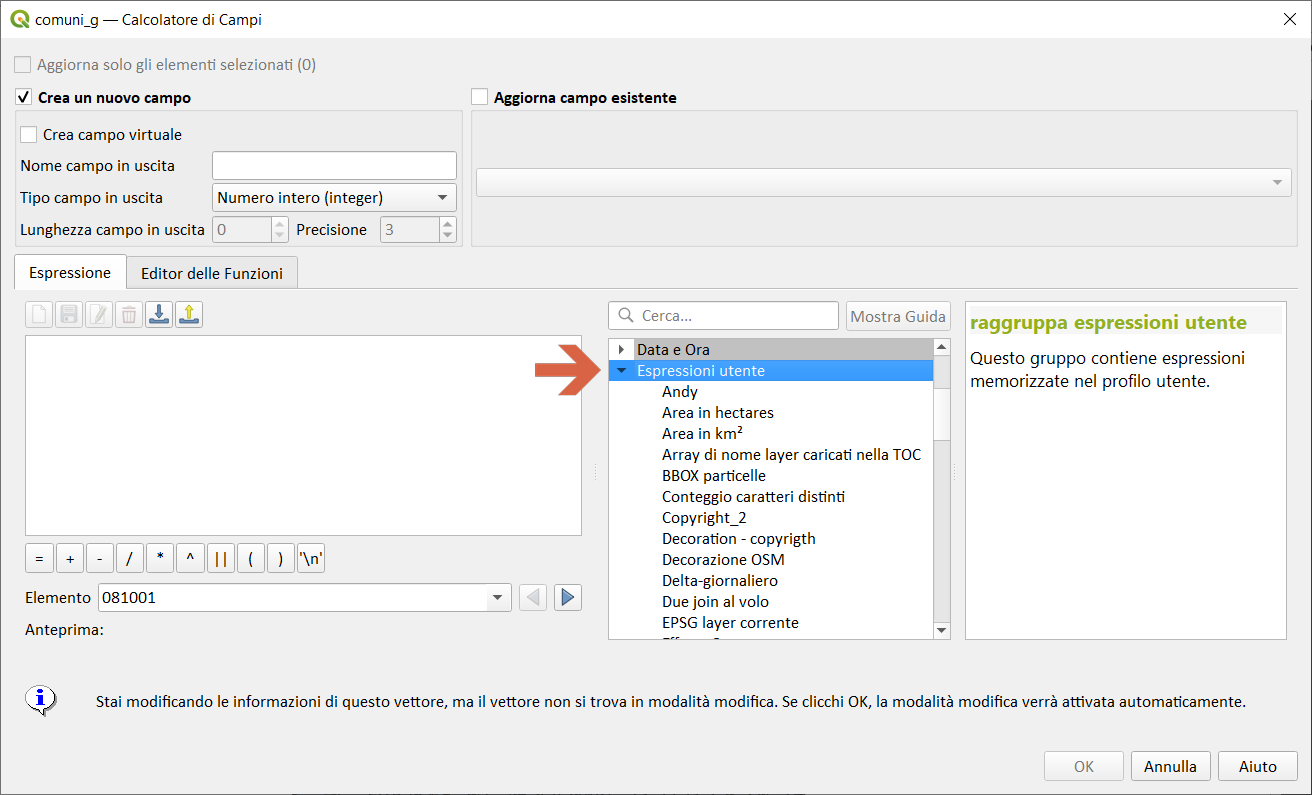 comuni_g — Calcolatore di Campi
Aggiorna solo gli elementi selezionati (0)
Crea un nuovo campo
Aggiorna campo esistente
Crea campo virtuale
Nome campo in uscita
Tipo campo in uscita Numero intero (integer)
Lunghezza campo in uscita 0 Precisione 3
Espressione Editor delle Funzioni
Cerca... Mostra Guida
= + - / * ^ || ( ) '\n'
Elemento 081001
Anteprima:
Data e Ora
Espressioni utente
Andy
Area in hectares
Area in km²
Array di nome layer caricati nella TOC
BBOX particelle
Conteggio caratteri distinti
Copyright_2
Decoration - copyrigth
Decorazione OSM
Delta-giornaliero
Due join al volo
EPSG layer corrente
raggruppa espressioni utente
Questo gruppo contiene espressioni
memorizzate nel profilo utente.
Stai modificando le informazioni di questo vettore, ma il vettore non si trova in modalità modifica. Se clicchi OK, la modalità modifica verrà attivata automaticamente.
OK Annulla Aiuto